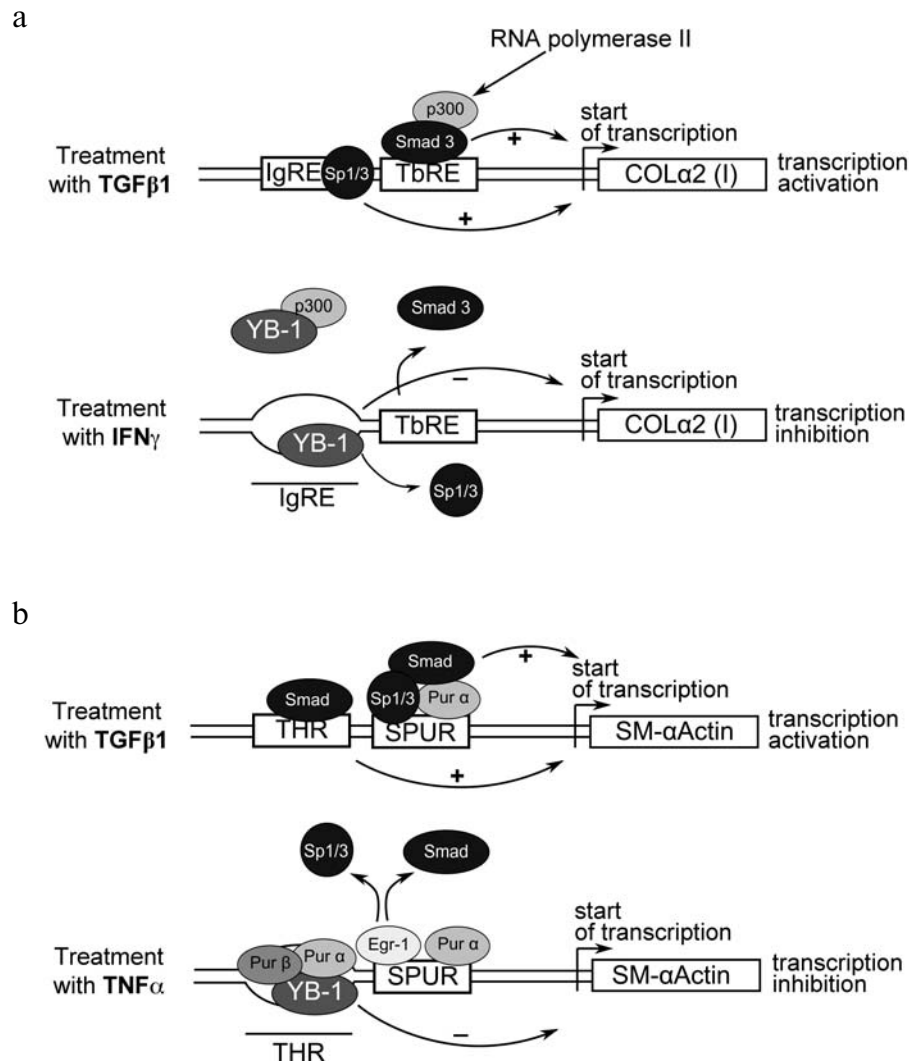 a
RNA polymerase II
p300
Smad 3
+
start
of transcription
Treatment
with TGFβ1
IgRE
Sp1/3
TbRE
COLα2 (I)
transcription
activation
+
p300
YB-1
Smad 3
–
start
of transcription
Treatment
with IFNγ
YB-1
TbRE
COLα2 (I)
transcription
inhibition
IgRE
Sp1/3
b
Smad
+
Smad
Sp1/3
Pur α
start
of transcription
Treatment
with TGFβ1
THR
SPUR
SM-αActin
transcription
activation
+
Sp1/3
Smad
start
of transcription
Treatment
with TNFα
Pur β
Pur α
Egr-1
Pur α
YB-1
SPUR
SM-αActin
transcription
inhibition
–
THR